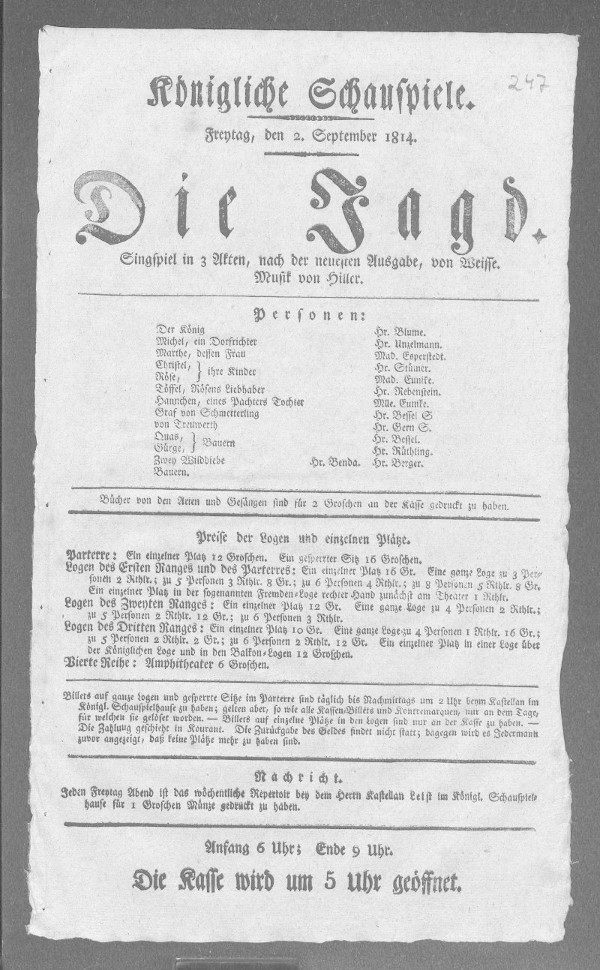 247
Königliche Schauspiele.
Freytag, den 2. September 1814.
Die Jagd.
Singspiel in 3 Akten, nach der neuesten Ausgabe, von Weisse.
Musik von Hiller.
Personen:
Der König Hr. Blume.
Michel, ein Dorfrichter Hr. Unzelmann.
Marthe, dessen Frau Mad. Esperstedt.
Christel, } ihre Kinder Hr. Stümer.
Röse, Mad. Eunike.
Töffel, Rösens Liebhaber Hr. Rebenstein.
Hannchen, eines Pachters Tochter Mlle. Eunike.
Graf von Schmetterling Hr. Bessel S
von Treuwerth Hr. Gern S.
Hr. Bessel.
Gürge, } Bauern Hr. Rüthling.
Zwey Wilddiebe Hr. Benda. Hr. Berger.
Bauern.
Bücher von den Arien und Gesängen sind für 2 Groschen an der Kasse gedruckt zu haben.
Preise der Logen und einzelnen Plätze.
Parterre: Ein einzelner Platz 12 Groschen. Ein gesperrter Sitz 16 Groschen.
Logen des Ersten Ranges und des Parterres: Ein einzelner Platz 16 Gr. Eine ganze Loge zu 3 Per-
sonen 2 Rthlr.; zu 5 Personen 3 Rthlr. 8 Gr.; zu 6 Personen 4 Rthlr.; zu 8 Personen 5 Rthlr. 8 Gr.
Ein einzelner Platz in der sogenannten Fremden-Loge rechter Hand zunächst am Theater 1 Rthlr.
Logen des Zweyten Ranges: Ein einzelner Platz 12 Gr. Eine ganze Loge zu 4 Personen 2 Rthlr.;
zu 5 Personen 2 Rthlr. 12 Gr.; zu 6 Personen 3 Rthlr.
Logen des Dritten Ranges: Ein einzelner Platz 10 Gr. Eine ganze Loge zu 4 Personen 1 Rthlr. 16 Gr.;
zu 5 Personen 2 Rthlr. 2 Gr.; zu 6 Personen 2 Rthlr. 12 Gr. Ein einzelner Platz in einer Loge über
der Königlichen Loge und in den Balkon-Logen 12 Groschen.
Vierte Reihe: Amphitheater 6 Groschen.
Billets auf ganze Logen und gesperrte Sitze im Parterre sind täglich bis Nachmittags um 2 Uhr beym Kastellan im
Königl. Schauspielhause zu haben; gelten aber, so wie alle Kassen-Billets und Kontremarquen, nur an dem Tage,
für welchen sie gelöset worden. — Billets auf einzelne Plätze in den Logen sind nur an der Kasse zu haben. —
Die Zahlung geschieht in Kourant. Die Zurückgabe des Geldes findet nicht statt; dagegen wird es Jedermann
zuvor angezeigt, daß keine Plätze mehr zu haben sind.
Nachricht.
Jeden Freytag Abend ist das wöchentliche Repertoir bey dem Herrn Kastellan Leist im Königl. Schauspiel-
hause für 1 Groschen Münze gedruckt zu haben.
Anfang 6 Uhr; Ende 9 Uhr.
Die Kasse wird um 5 Uhr geöffnet.